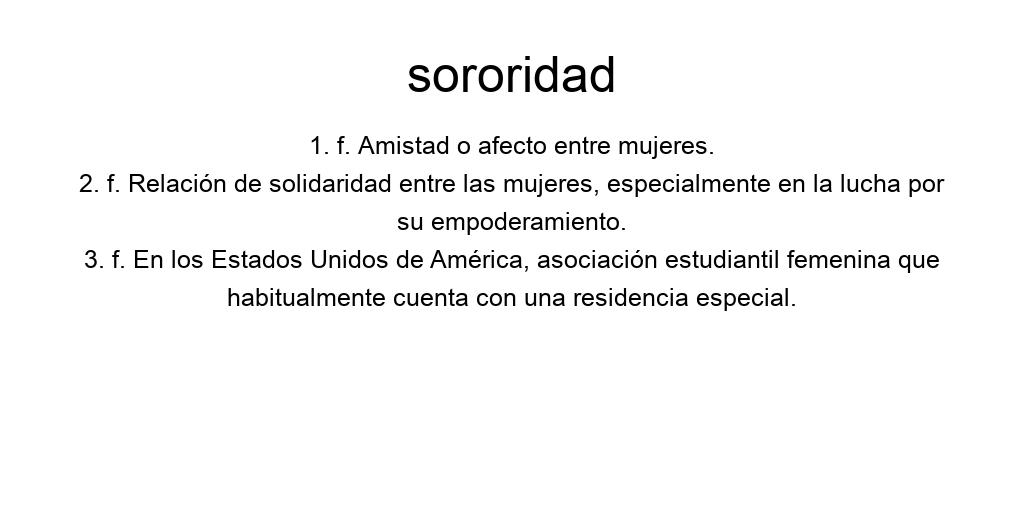 sororidad
1. f. Amistad o afecto entre mujeres.
2. f. Relación de solidaridad entre las mujeres, especialmente en la lucha por
su empoderamiento.
3. f. En los Estados Unidos de América, asociación estudiantil femenina que
habitualmente cuenta con una residencia especial.